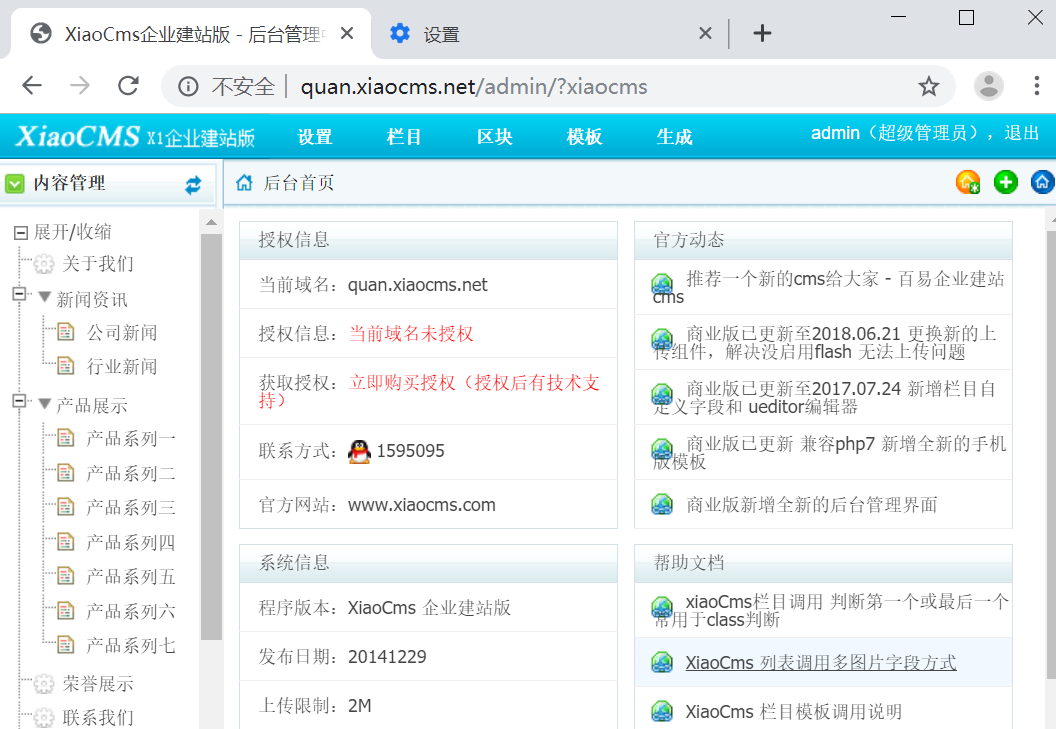 XiaoCms企业建站版 - 后台管理
设置
不安全 | quan.xiaocms.net/admin/?xiaocms
XiaoCMS X1企业建站版
设置
栏目
区块
模板
生成
admin（超级管理员），退出
内容管理
后台首页
展开/收缩
关于我们
新闻资讯
公司新闻
行业新闻
产品展示
产品系列一
产品系列二
产品系列三
产品系列四
产品系列五
产品系列六
产品系列七
荣誉展示
联系我们
授权信息
当前域名：quan.xiaocms.net
授权信息：当前域名未授权
获取授权：立即购买授权（授权后有技术支
持）
联系方式：1595095
官方网站：www.xiaocms.com
官方动态
推荐一个新的cms给大家 - 百易企业建站
cms
商业版已更新至2018.06.21 更换新的上
传组件，解决没启用flash 无法上传问题
商业版已更新至2017.07.24 新增栏目自
定义字段和 ueditor编辑器
商业版已更新 兼容php7 新增全新的手机
版模板
商业版新增全新的后台管理界面
系统信息
程序版本：XiaoCms 企业建站版
发布日期：20141229
上传限制：2M
帮助文档
xiaoCms栏目调用 判断第一个或最后一个
常用于class判断
XiaoCms 列表调用多图片字段方式
XiaoCms 栏目模板调用说明